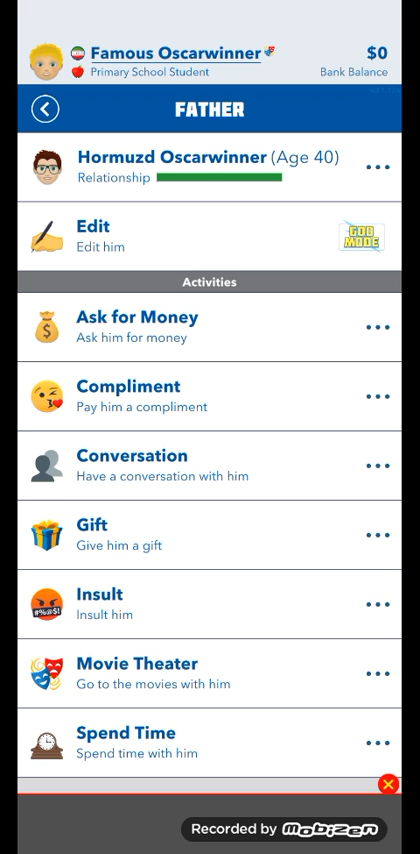 Famous Oscarwinner
$0
Primary School Student
Bank Balance
FATHER
Hormuzd Oscarwinner (Age 40)
Relationship
Edit
Edit him
GOD MODE
Activities
Ask for Money
Ask him for money
Compliment
Pay him a compliment
Conversation
Have a conversation with him
Gift
Give him a gift
#%@$!
Insult
Insult him
Movie Theater
Go to the movies with him
Spend Time
Spend time with him
Recorded by mobizen